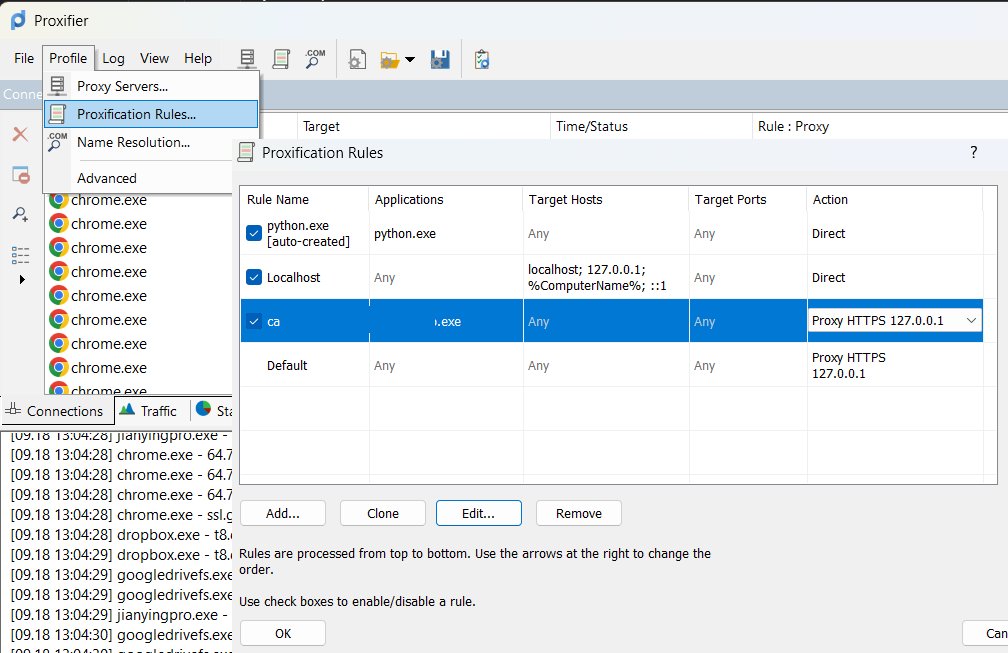 Proxifier
File Profile Log View Help
.COM
Proxy Servers...
Proxification Rules...
.COM
Name Resolution...
Advanced
Conne
Target Time/Status Rule : Proxy
chrome.exe
chrome.exe
chrome.exe
chrome.exe
chrome.exe
chrome.exe
chrome.exe
chrome.exe
chrome.exe
Connections Traffic Sta
[09.18 13:04:28] jianyingpro.exe -
[09.18 13:04:28] chrome.exe - 64.7
[09.18 13:04:28] chrome.exe - 64.7
[09.18 13:04:28] chrome.exe - 64.7
[09.18 13:04:28] chrome.exe - ssl.g
[09.18 13:04:29] dropbox.exe - t8.
[09.18 13:04:29] dropbox.exe - t8.
[09.18 13:04:29] googledrivefs.exe
[09.18 13:04:29] googledrivefs.exe
[09.18 13:04:29] jianyingpro.exe -
[09.18 13:04:30] googledrivefs.exe
Proxification Rules ?
Rule Name Applications Target Hosts Target Ports Action
python.exe
[auto-created] python.exe Any Any Direct
Localhost Any localhost; 127.0.0.1;
%ComputerName%; ::1 Any Direct
ca .exe Any Any Proxy HTTPS 127.0.0.1
Default Any Any Any Proxy HTTPS
127.0.0.1
Add... Clone Edit... Remove
Rules are processed from top to bottom. Use the arrows at the right to change the
order.
Use check boxes to enable/disable a rule.
OK Can